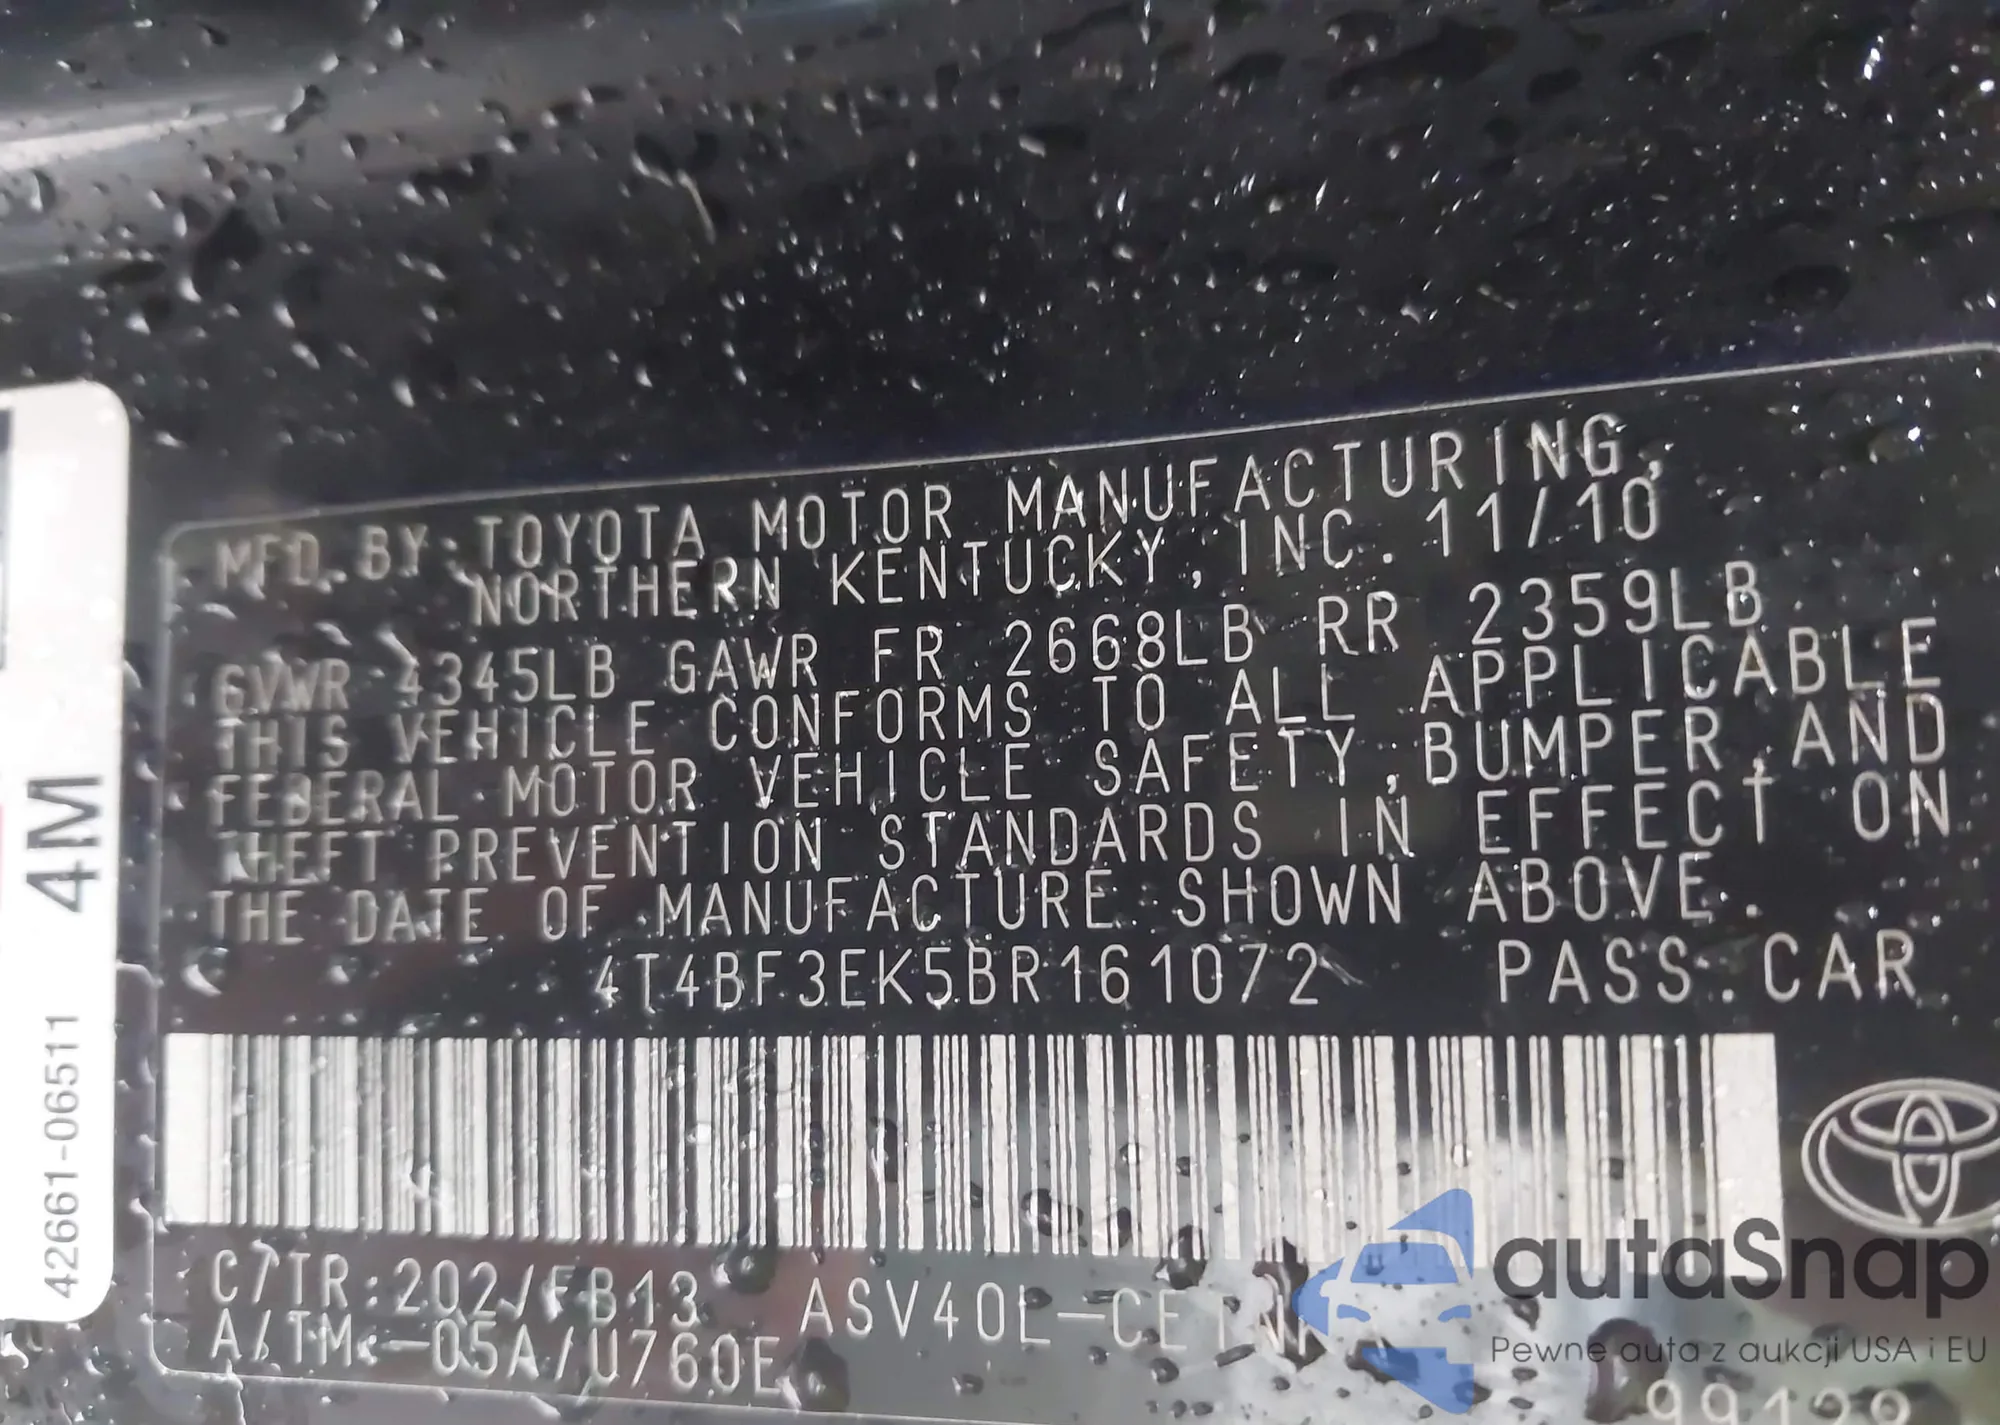 MFD. BY: TOYOTA MOTOR MANUFACTURING,
NORTHERN KENTUCKY, INC. 11/10
GVWR 4345LB GAWR FR 2668LB RR 2359LB
THIS VEHICLE CONFORMS TO ALL APPLICABLE
FEDERAL MOTOR VEHICLE SAFETY, BUMPER, AND
THEFT PREVENTION STANDARDS IN EFFECT ON
THE DATE OF MANUFACTURE SHOWN ABOVE.
4T4BF3EK5BR161072 PASS. CAR
C/TR:202/FB13 ASV40L-CETNKA
A/TM:-05A/U760E
4M
42661-06511
autaSnap
Pewne auta z aukcji USA i EU